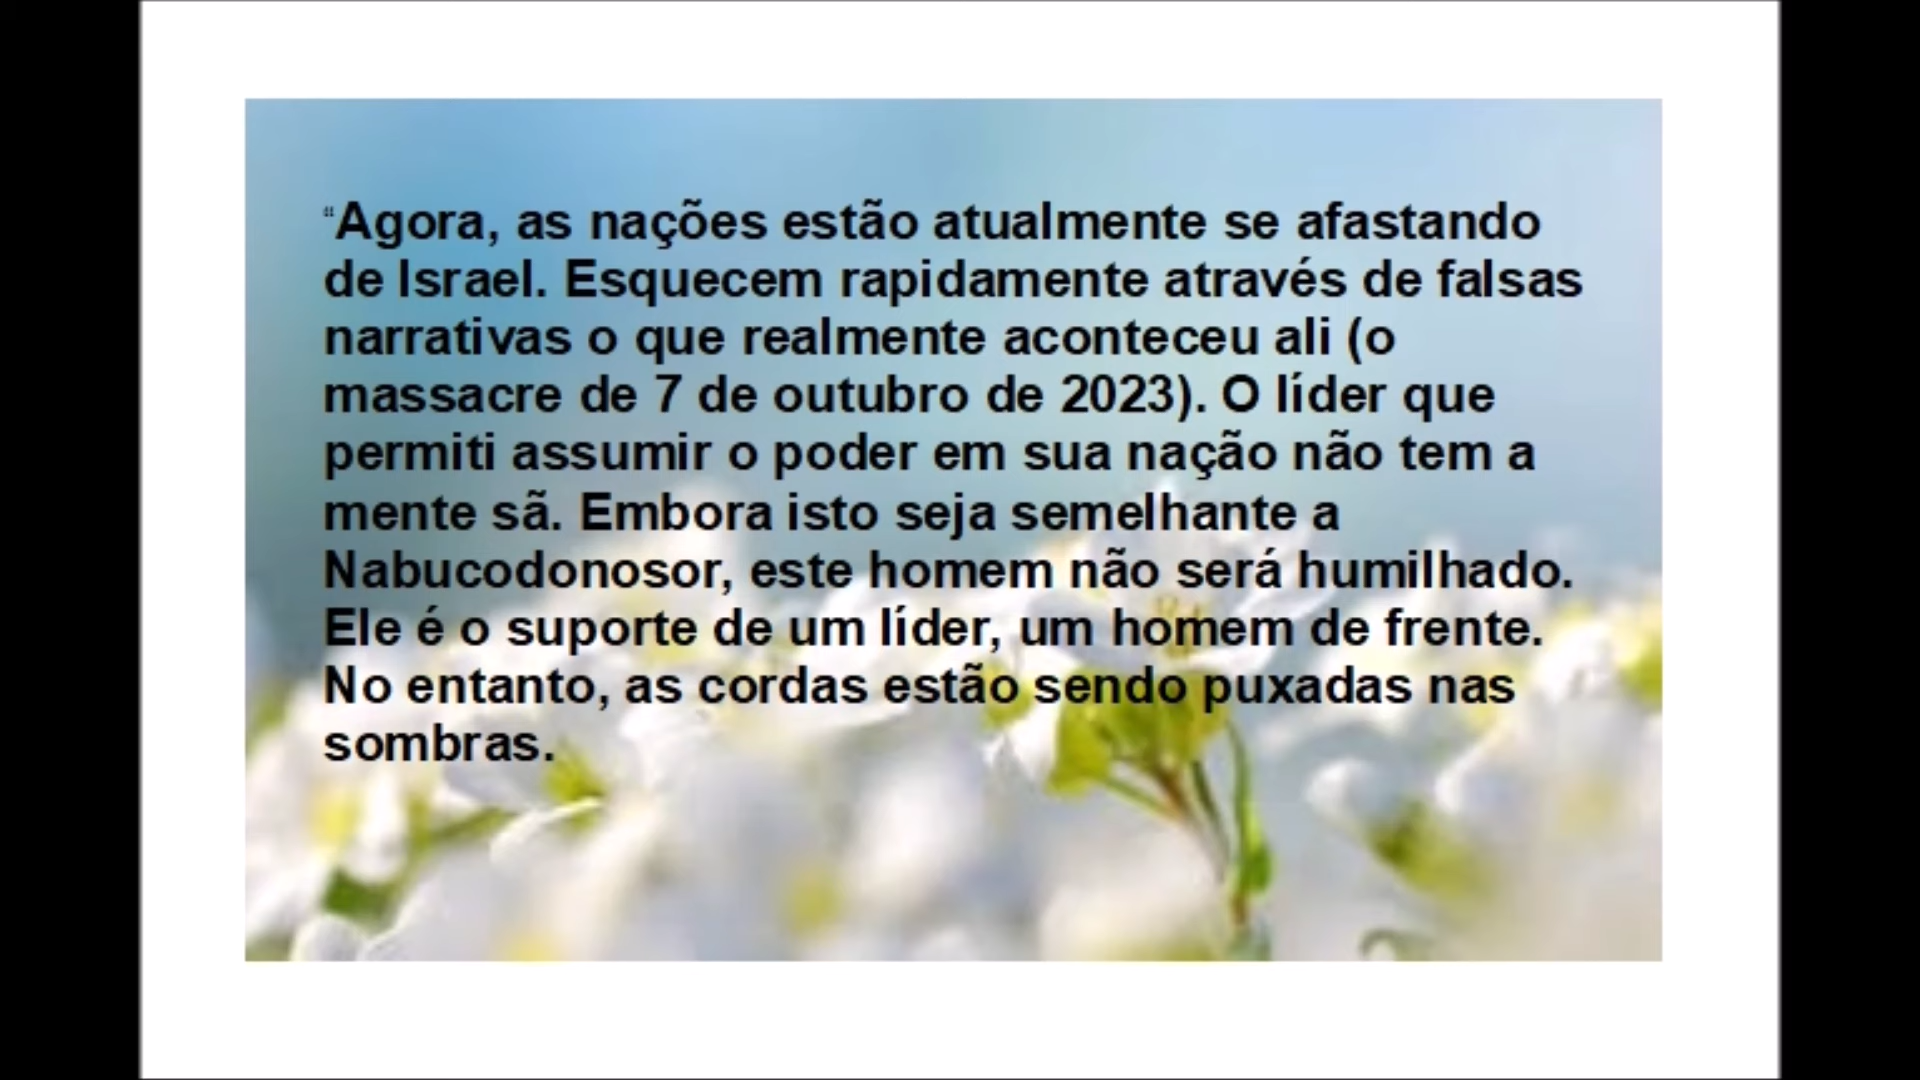 “Agora, as nações estão atualmente se afastando
de Israel. Esquecem rapidamente através de falsas
narrativas o que realmente aconteceu ali (o
massacre de 7 de outubro de 2023). O líder que
permiti assumir o poder em sua nação não tem a
mente sã. Embora isto seja semelhante a
Nabucodonosor, este homem não será humilhado.
Ele é o suporte de um líder, um homem de frente.
No entanto, as cordas estão sendo puxadas nas
sombras.